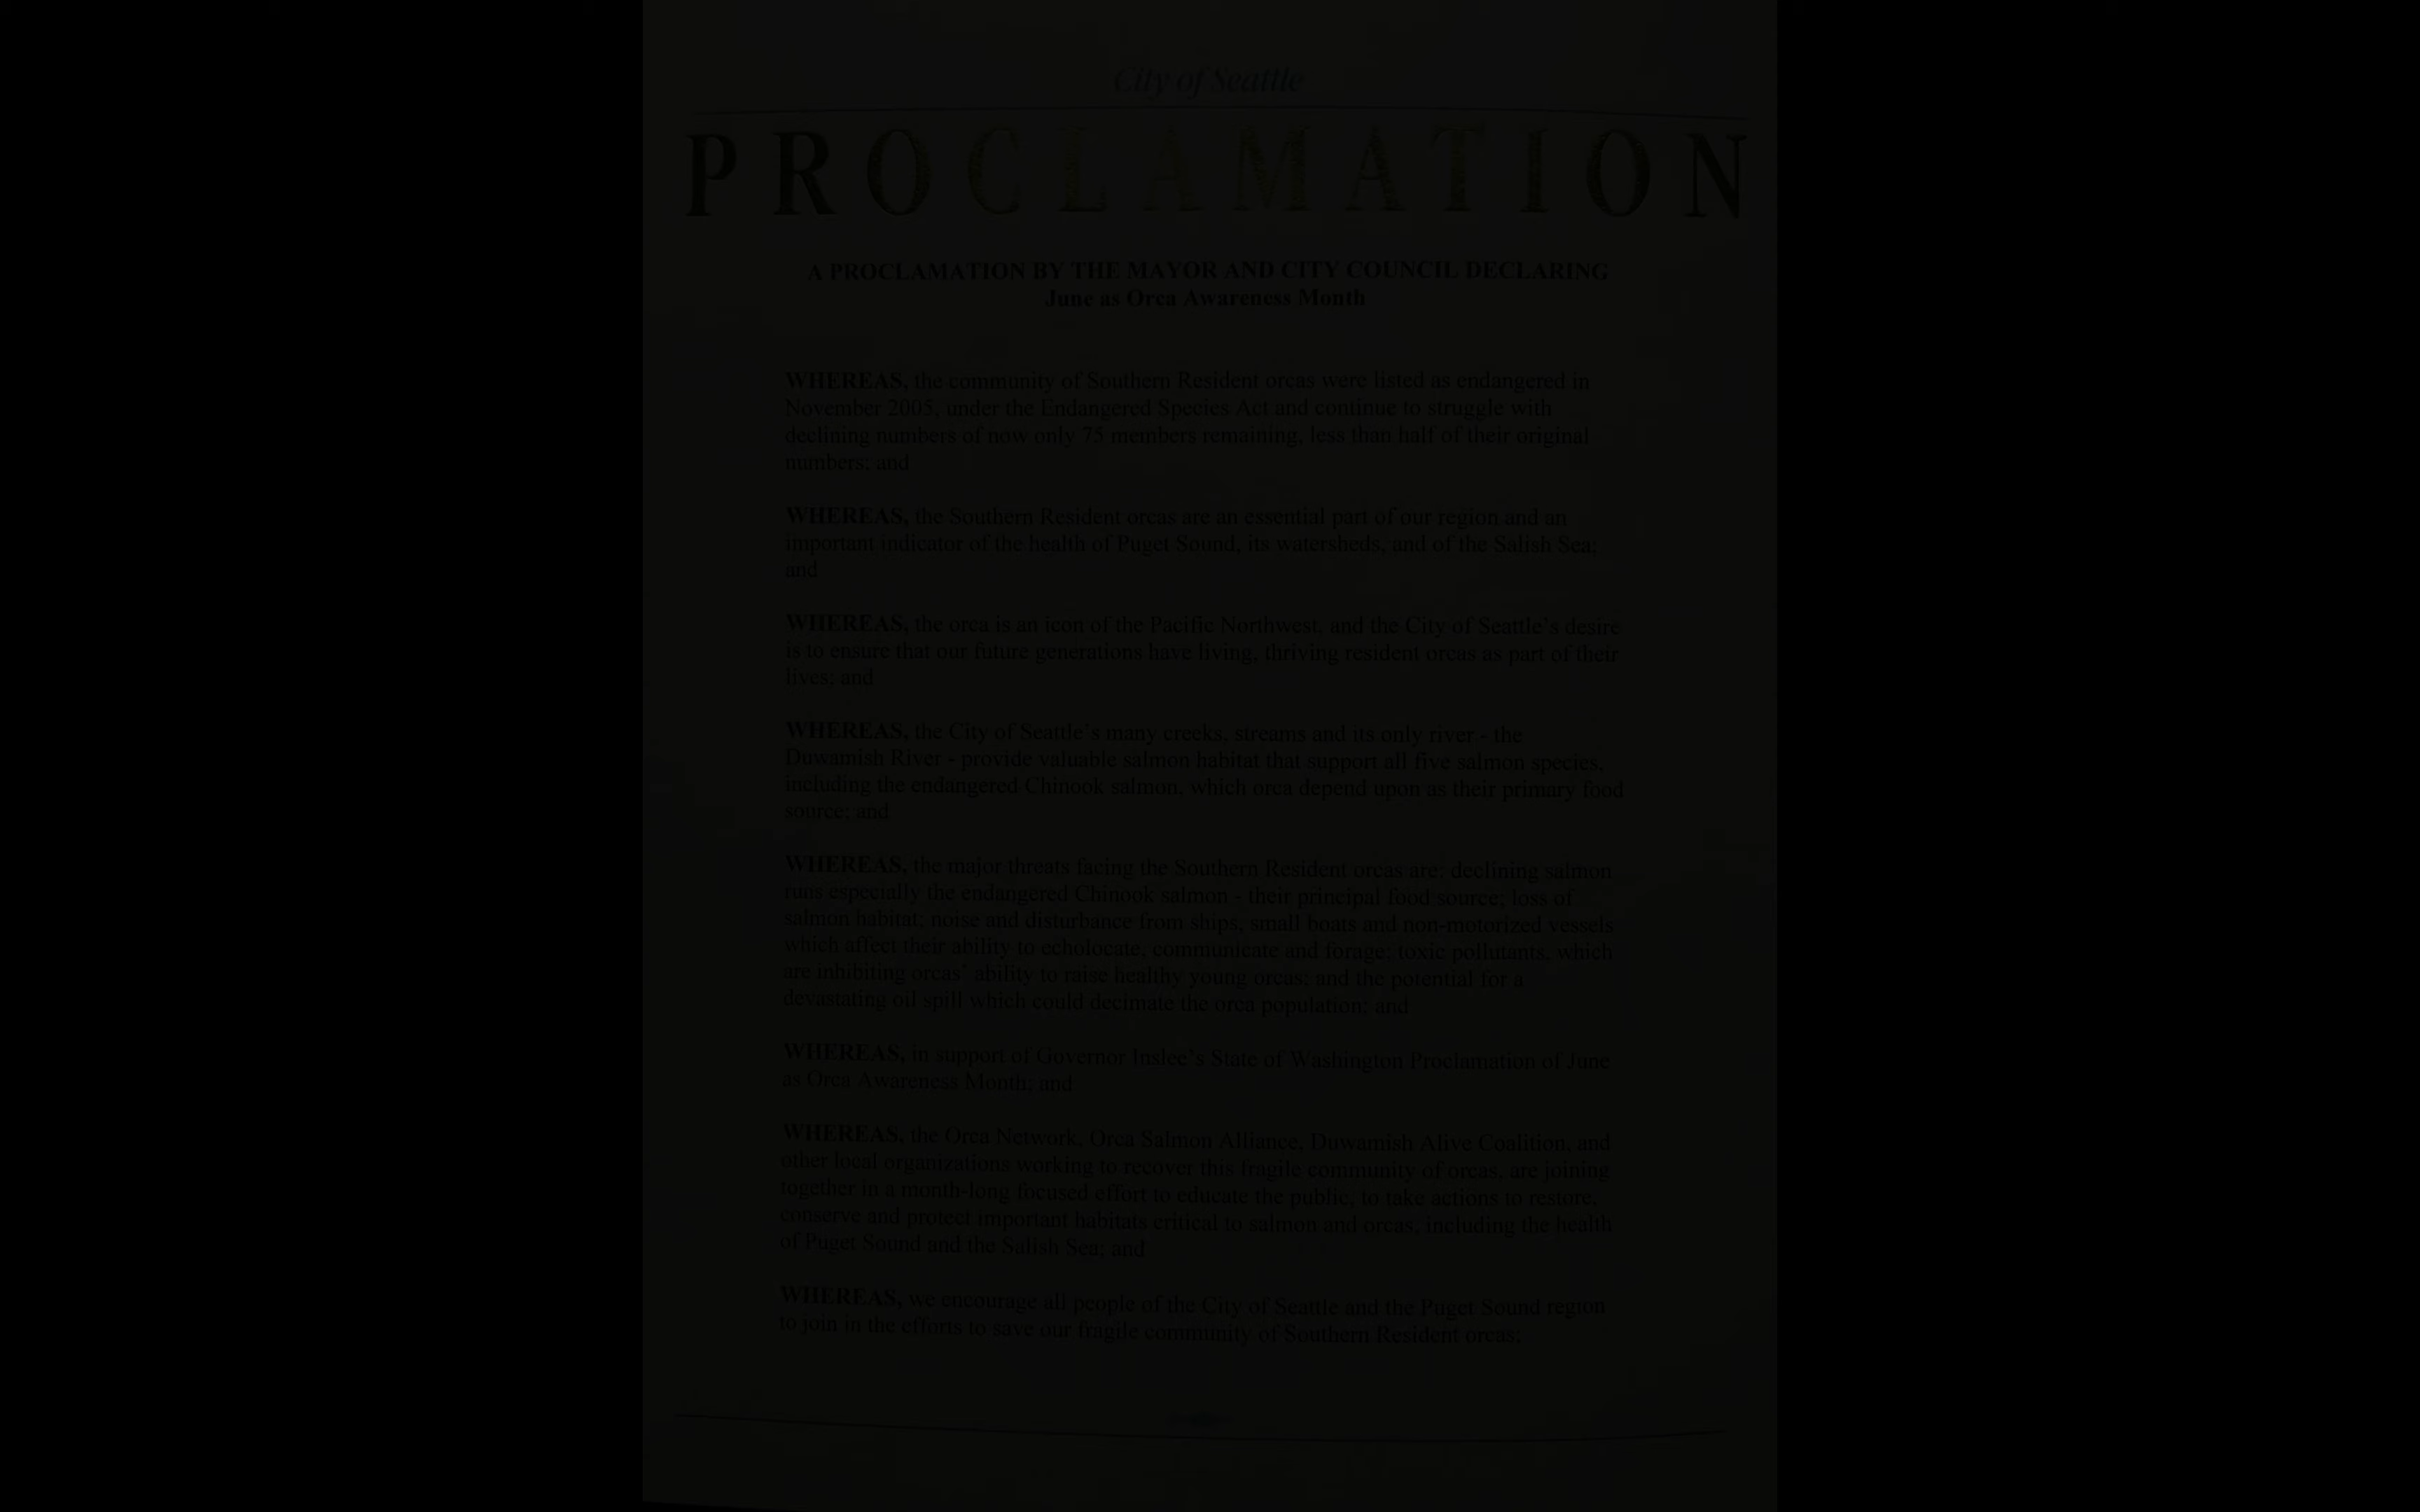 City of Seattle
PROCLAMATION
A PROCLAMATION BY THE MAYOR AND CITY COUNCIL DECLARING
June as Orca Awareness Month
WHEREAS, the community of Southern Resident orcas were listed as endangered in
November 2005, under the Endangered Species Act and continue to struggle with
declining numbers of now only 75 members remaining, less than half of their original
numbers; and
WHEREAS, the Southern Resident orcas are an essential part of our region and an
important indicator of the health of Puget Sound, its watersheds, and of the Salish Sea;
and
WHEREAS, the orca is an icon of the Pacific Northwest, and the City of Seattle's desire
is to ensure that our future generations have living, thriving resident orcas as part of their
lives; and
WHEREAS, the City of Seattle's many creeks, streams and its only river - the
Duwamish River - provide valuable salmon habitat that support all five salmon species,
including the endangered Chinook salmon, which orca depend upon as their primary food
source; and
WHEREAS, the major threats facing the Southern Resident orcas are: declining salmon
runs especially the endangered Chinook salmon - their principal food source; loss of
salmon habitat; noise and disturbance from ships, small boats and non-motorized vessels
which affect their ability to echolocate, communicate and forage; toxic pollutants, which
are inhibiting orcas' ability to raise healthy young orcas; and the potential for a
devastating oil spill which could decimate the orca population; and
WHEREAS, in support of Governor Inslee's State of Washington Proclamation of June
as Orca Awareness Month, and
WHEREAS, the Orca Network, Orca Salmon Alliance, Duwamish Alive Coalition, and
other local organizations working to recover this fragile community of orcas, are joining
together in a month-long focused effort to educate the public, to take actions to restore,
conserve and protect important habitats critical to salmon and orcas, including the health
of Puget Sound and the Salish Sea; and
WHEREAS, we encourage all people of the City of Seattle and the Puget Sound region
to join in the efforts to save our fragile community of Southern Resident orcas;